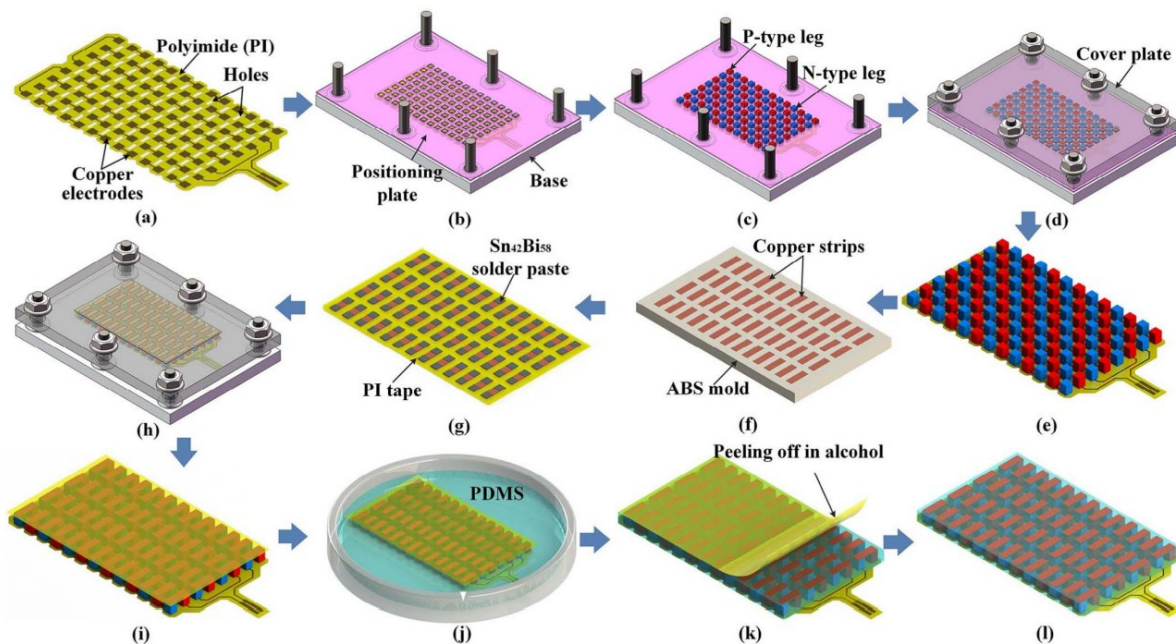 Polyimide (PI)
Holes
Copper
electrodes
(a)
Positioning
plate
Base
(b)
P-type leg
N-type leg
(c)
Cover plate
(d)
(h)
Sn₄₂Bi₅₈
solder paste
PI tape
(g)
Copper strips
ABS mold
(f)
(e)
(i)
PDMS
(j)
Peeling off in alcohol
(k)
(l)